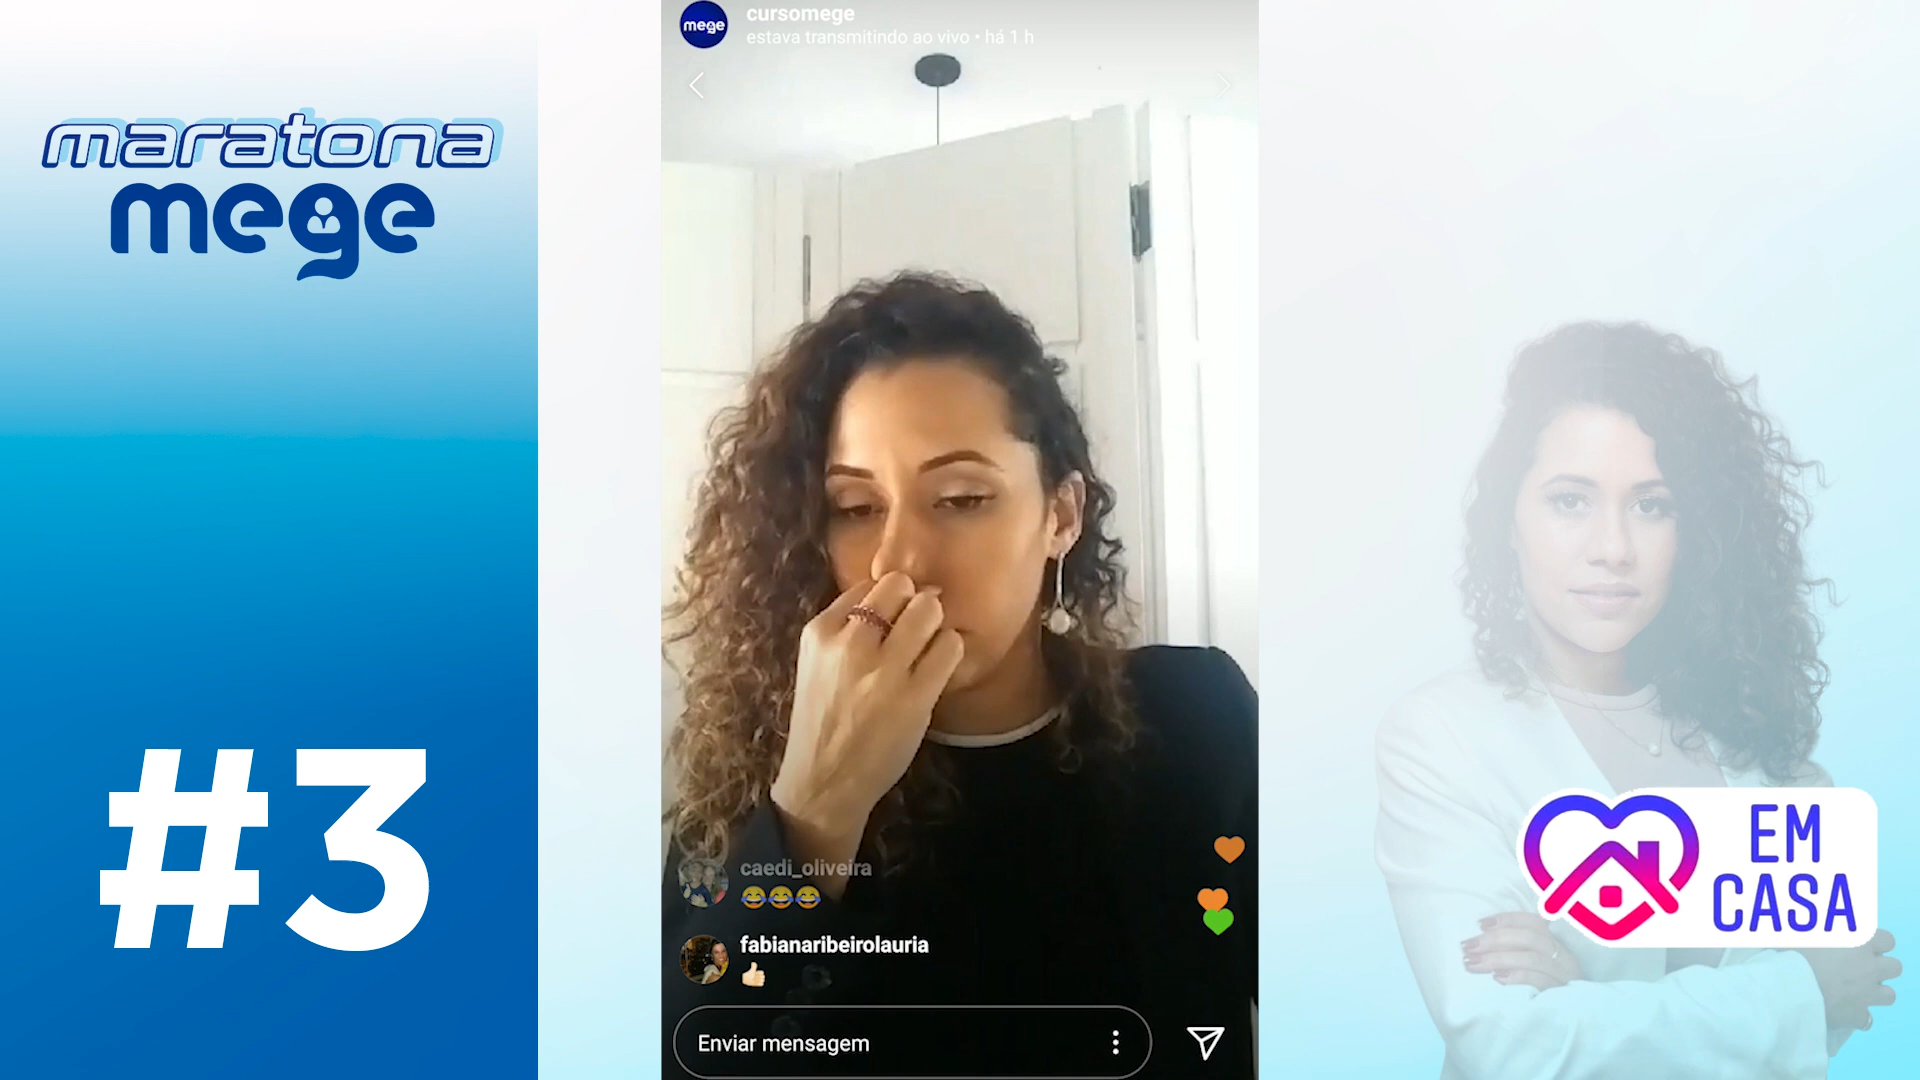 maratona
mege
#3
mege
cursomege
estava transmitindo ao vivo • há 1 h
caedi_oliveira
😂😂😂
fabianaribeirolauria
👍🏻
Enviar mensagem
EM
CASA